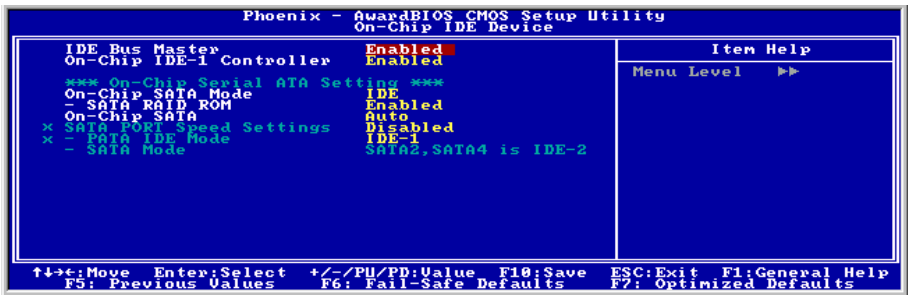 Phoenix - AwardBIOS CMOS Setup Utility
On-Chip IDE Device
IDE Bus Master Enabled
On-Chip IDE-1 Controller Enabled
*** On-Chip Serial ATA Setting ***
On-Chip SATA Mode IDE
- SATA RAID ROM Enabled
On-Chip SATA Auto
x SATA PORT Speed Settings Disabled
x - PATA IDE Mode IDE-1
- SATA Mode SATA2,SATA4 is IDE-2
Item Help
Menu Level ▶▶
↑↓→←:Move Enter:Select +/-/PU/PD:Value F10:Save ESC:Exit F1:General Help
F5: Previous Values F6: Fail-Safe Defaults F7: Optimized Defaults